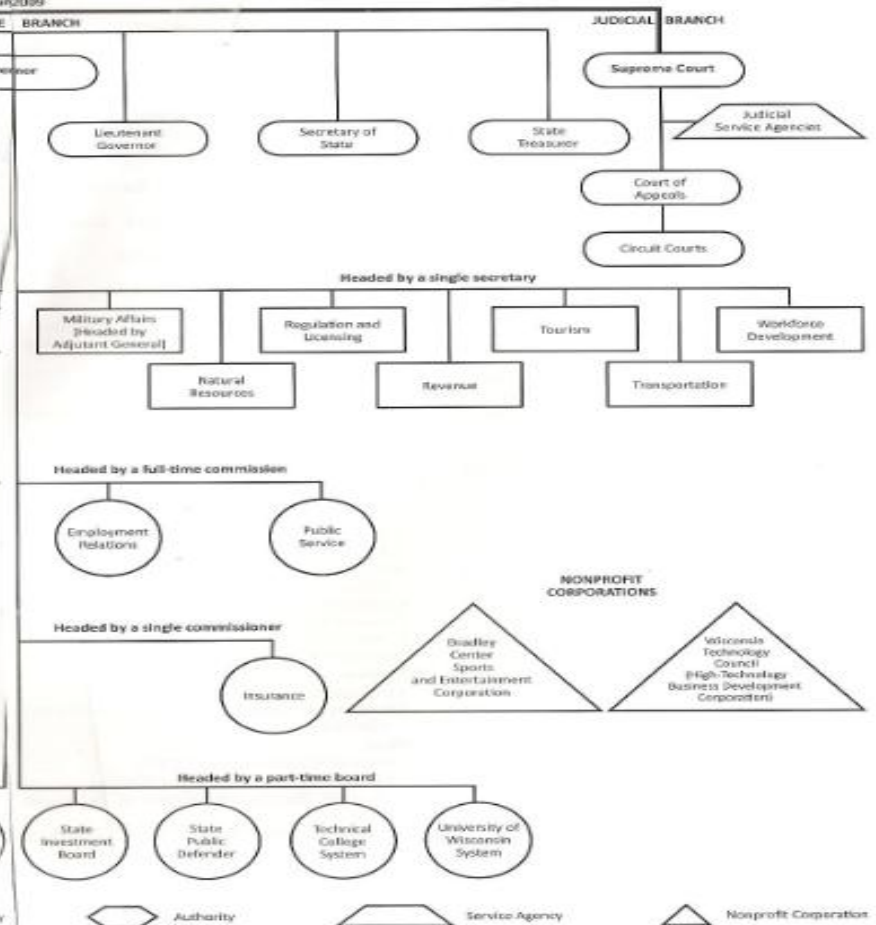 BRANCH
JUDICIAL BRANCH
Supreme Court
Lieutenant
Governor
Secretary of
State
State
Treasurer
Judicial
Service Agencies
Court of
Appeals
Circuit Courts
Headed by a single secretary
Military Affairs
(Headed by
Adjutant General)
Regulation and
Licensing
Tourism
Workforce
Development
Natural
Resources
Revenue
Transportation
Headed by a full-time commission
Employment
Relations
Public
Service
NONPROFIT
CORPORATIONS
Headed by a single commissioner
Insurance
Bradley
Center
Sports
and Entertainment
Corporation
Wisconsin
Technology
Council
(High-Technology
Business Development
Corporation)
Headed by a part-time board
State
Investment
Board
State
Public
Defender
Technical
College
System
University of
Wisconsin
System
Authority
Service Agency
Nonprofit Corporation